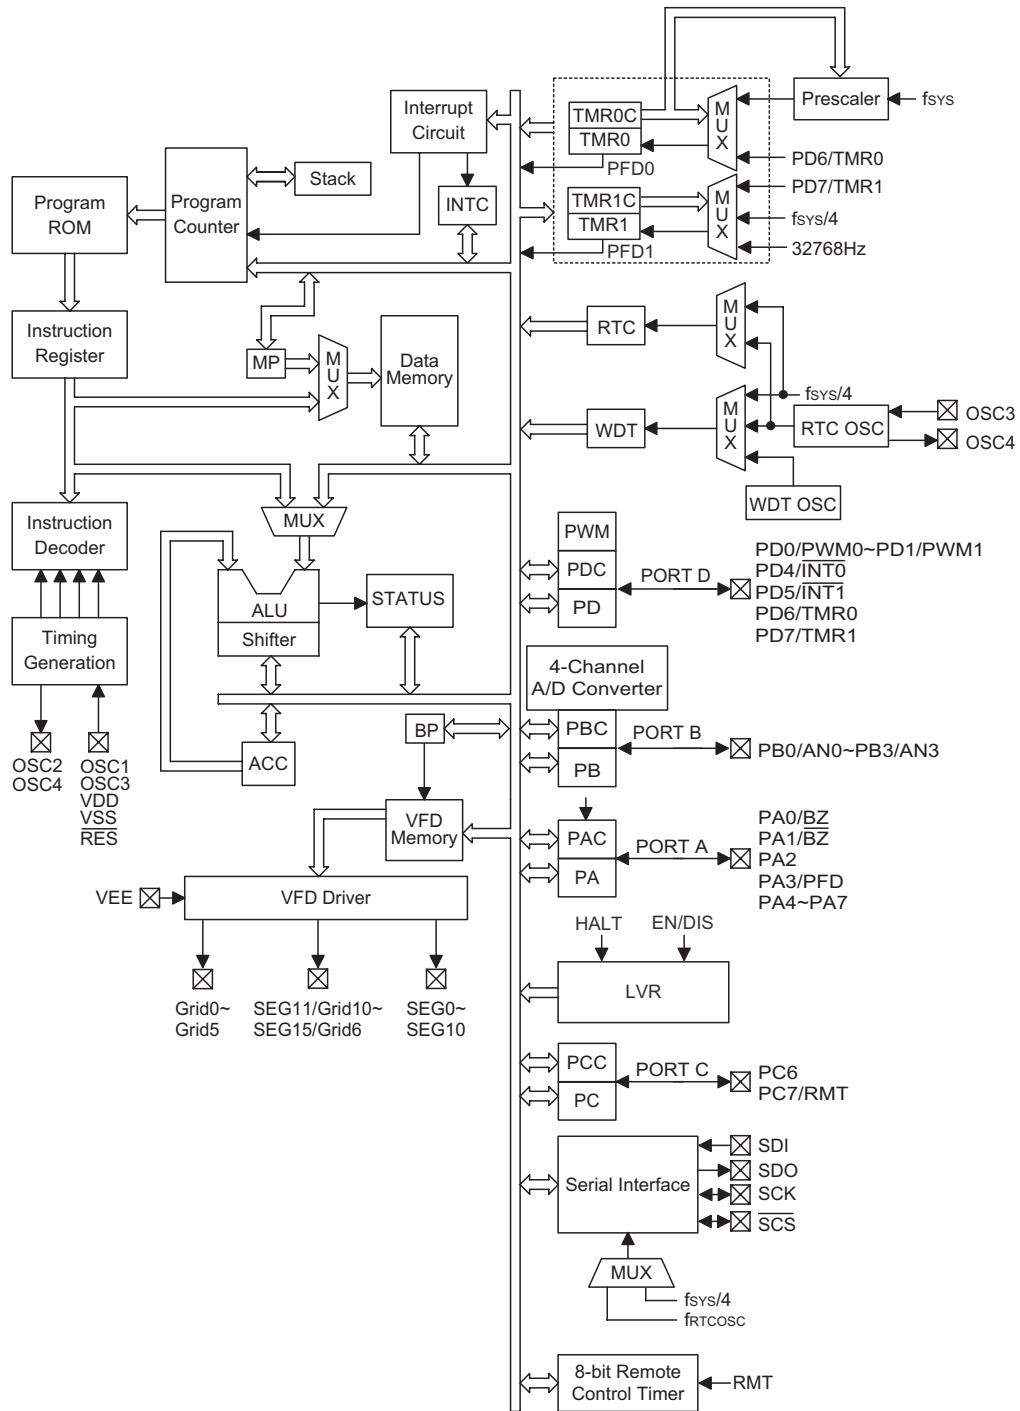 Interrupt
Circuit
TMR0C
TMR0
PFD0
MUX
Prescaler
fSYS
PD6/TMR0
Stack
INTC
Program
ROM
Program
Counter
TMR1C
TMR1
PFD1
MUX
PD7/TMR1
fSYS/4
32768Hz
Instruction
Register
MP
MUX
Data
Memory
RTC
MUX
WDT
MUX
fSYS/4
RTC OSC
OSC3
OSC4
WDT OSC
Instruction
Decoder
MUX
ALU
Shifter
STATUS
PWM
PDC
PD
PORT D
PD0/PWM0~PD1/PWM1
PD4/I̅N̅T̅0̅
PD5/I̅N̅T̅1̅
PD6/TMR0
PD7/TMR1
Timing
Generation
OSC2
OSC4
OSC1
OSC3
VDD
VSS
R̅E̅S̅
ACC
BP
4-Channel
A/D Converter
PBC
PB
PORT B
PB0/AN0~PB3/AN3
VFD
Memory
PAC
PA
PORT A
PA0/BZ
PA1/B̅Z̅
PA2
PA3/PFD
PA4~PA7
VEE
VFD Driver
Grid0~
Grid5
SEG11/Grid10~
SEG15/Grid6
SEG0~
SEG10
HALT
EN/DIS
LVR
PCC
PC
PORT C
PC6
PC7/RMT
Serial Interface
SDI
SDO
SCK
S̅C̅S̅
MUX
fSYS/4
fRTCOSC
8-bit Remote
Control Timer
RMT